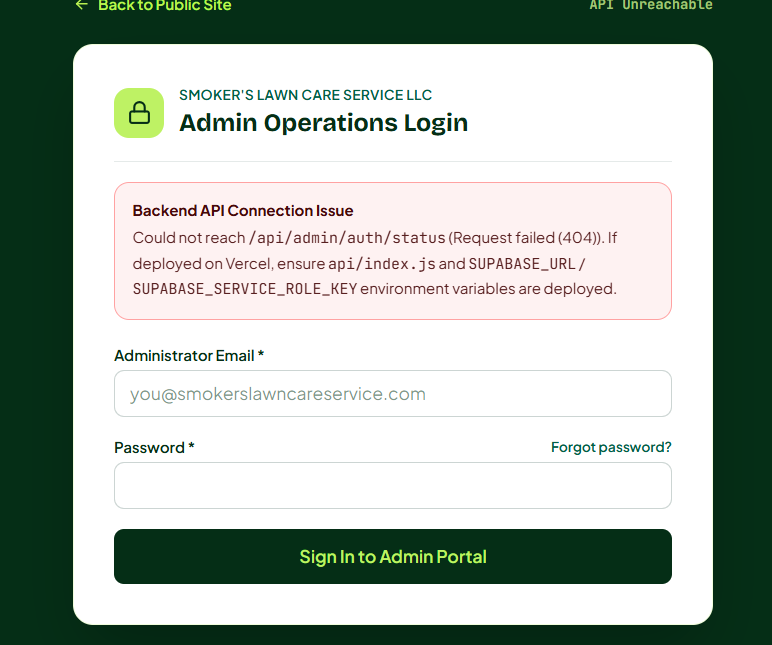 ← Back to Public Site
API Unreachable
SMOKER'S LAWN CARE SERVICE LLC
Admin Operations Login
Backend API Connection Issue
Could not reach /api/admin/auth/status (Request failed (404)). If
deployed on Vercel, ensure api/index.js and SUPABASE_URL/
SUPABASE_SERVICE_ROLE_KEY environment variables are deployed.
Administrator Email *
you@smokerslawncareservice.com
Password *
Forgot password?
Sign In to Admin Portal